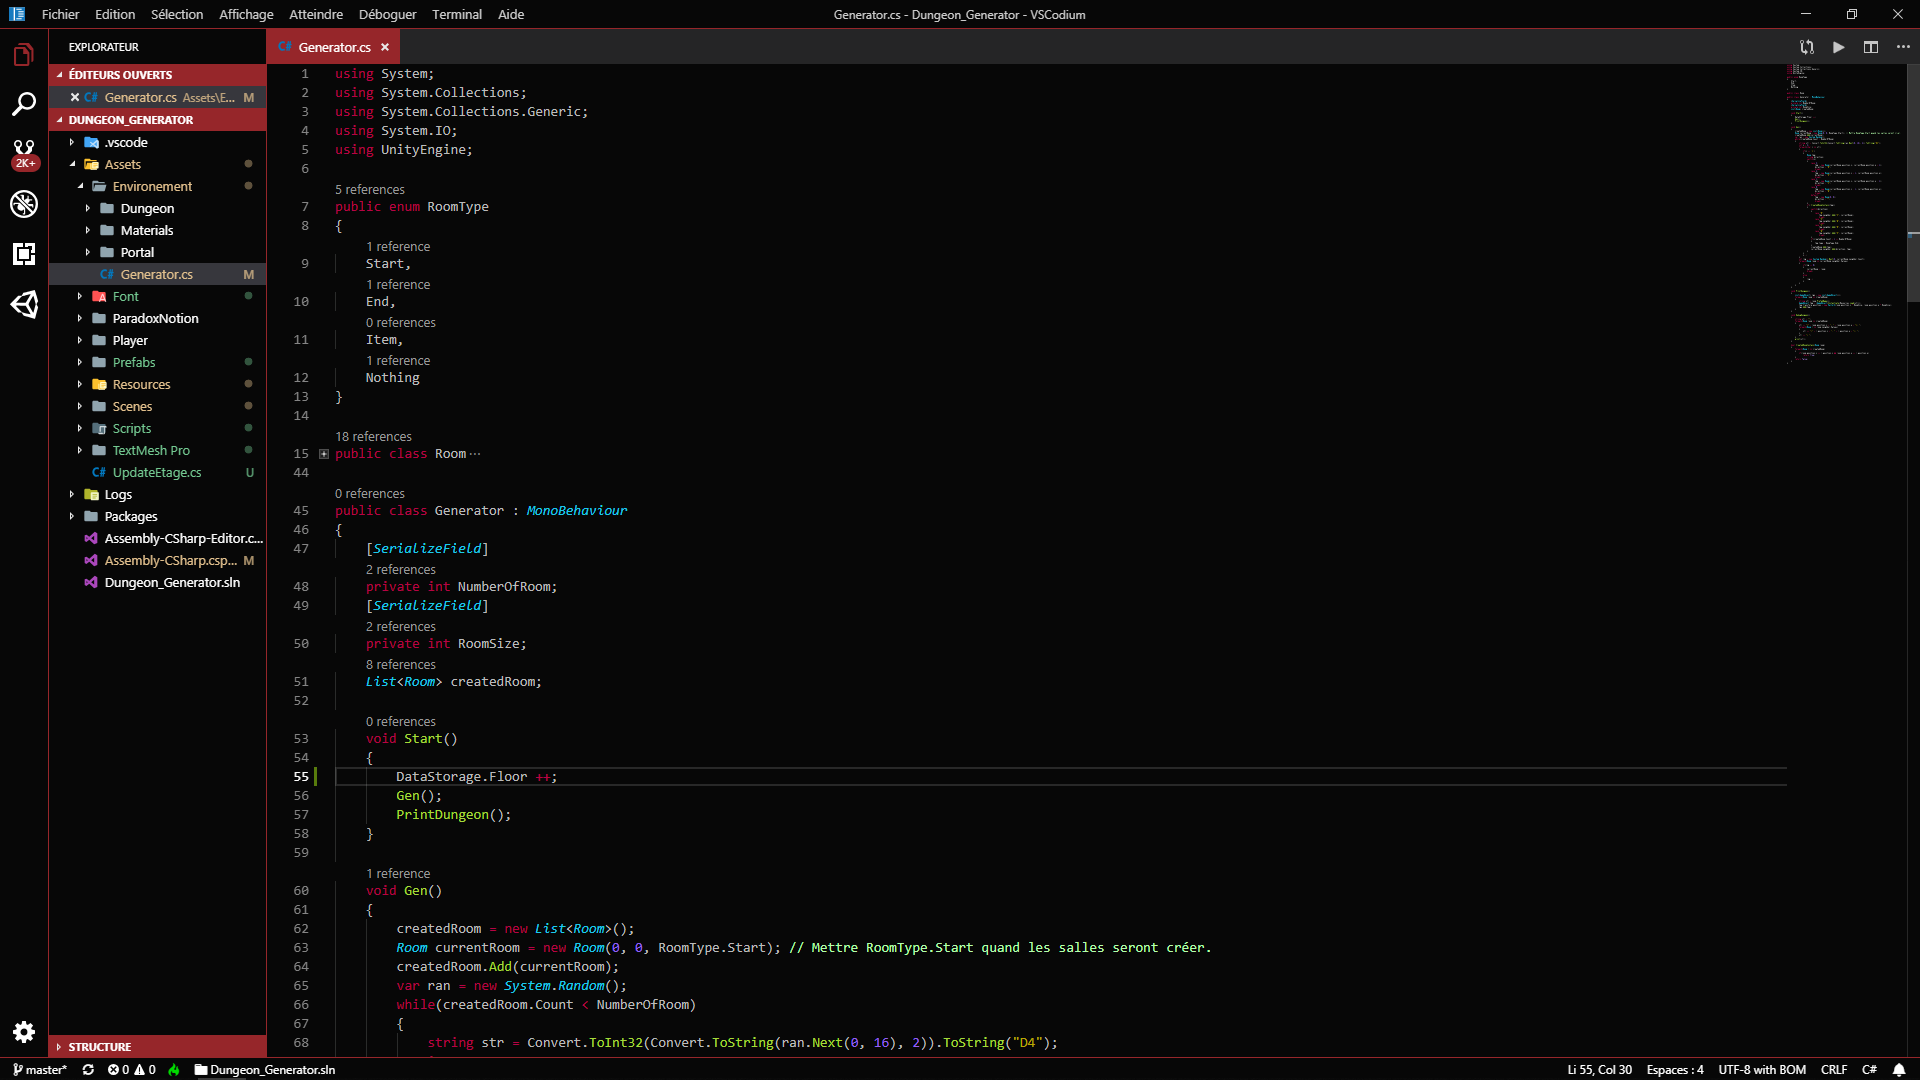 Fichier Edition Sélection Affichage Atteindre Déboguer Terminal Aide
Generator.cs - Dungeon_Generator - VSCodium
EXPLORATEUR
ÉDITEURS OUVERTS
C# Generator.cs Assets\E... M
DUNGEON_GENERATOR
.vscode
Assets
Environement
Dungeon
Materials
Portal
C# Generator.cs M
Font
ParadoxNotion
Player
Prefabs
Resources
Scenes
Scripts
TextMesh Pro
C# UpdateEtage.cs U
Logs
Packages
Assembly-CSharp-Editor.c...
Assembly-CSharp.csp... M
Dungeon_Generator.sln
STRUCTURE
2K+
C# Generator.cs
1 using System;
2 using System.Collections;
3 using System.Collections.Generic;
4 using System.IO;
5 using UnityEngine;
6
5 references
7 public enum RoomType
8 {
1 reference
9 Start,
1 reference
10 End,
0 references
11 Item,
1 reference
12 Nothing
13 }
14
18 references
15 public class Room···
44
0 references
45 public class Generator : MonoBehaviour
46 {
47 [SerializeField]
2 references
48 private int NumberOfRoom;
49 [SerializeField]
2 references
50 private int RoomSize;
8 references
51 List<Room> createdRoom;
52
0 references
53 void Start()
54 {
55 DataStorage.Floor ++;
56 Gen();
57 PrintDungeon();
58 }
59
1 reference
60 void Gen()
61 {
62 createdRoom = new List<Room>();
63 Room currentRoom = new Room(0, 0, RoomType.Start); // Mettre RoomType.Start quand les salles seront créer.
64 createdRoom.Add(currentRoom);
65 var ran = new System.Random();
66 while(createdRoom.Count < NumberOfRoom)
67 {
68 string str = Convert.ToInt32(Convert.ToString(ran.Next(0, 16), 2)).ToString("D4");
master* 0 0 Dungeon_Generator.sln
Li 55, Col 30 Espaces : 4 UTF-8 with BOM CRLF C#